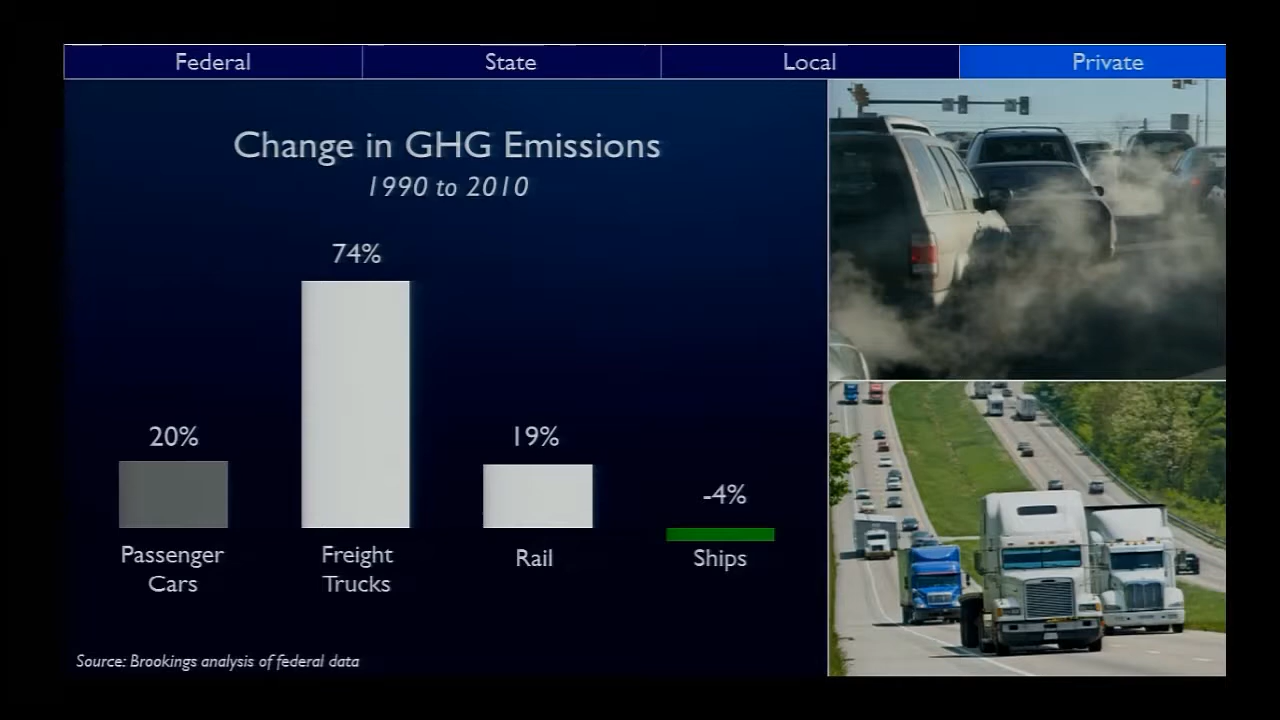 Federal
State
Local
Private
Change in GHG Emissions
1990 to 2010
74%
20%
19%
-4%
Passenger
Cars
Freight
Trucks
Rail
Ships
Source: Brookings analysis of federal data